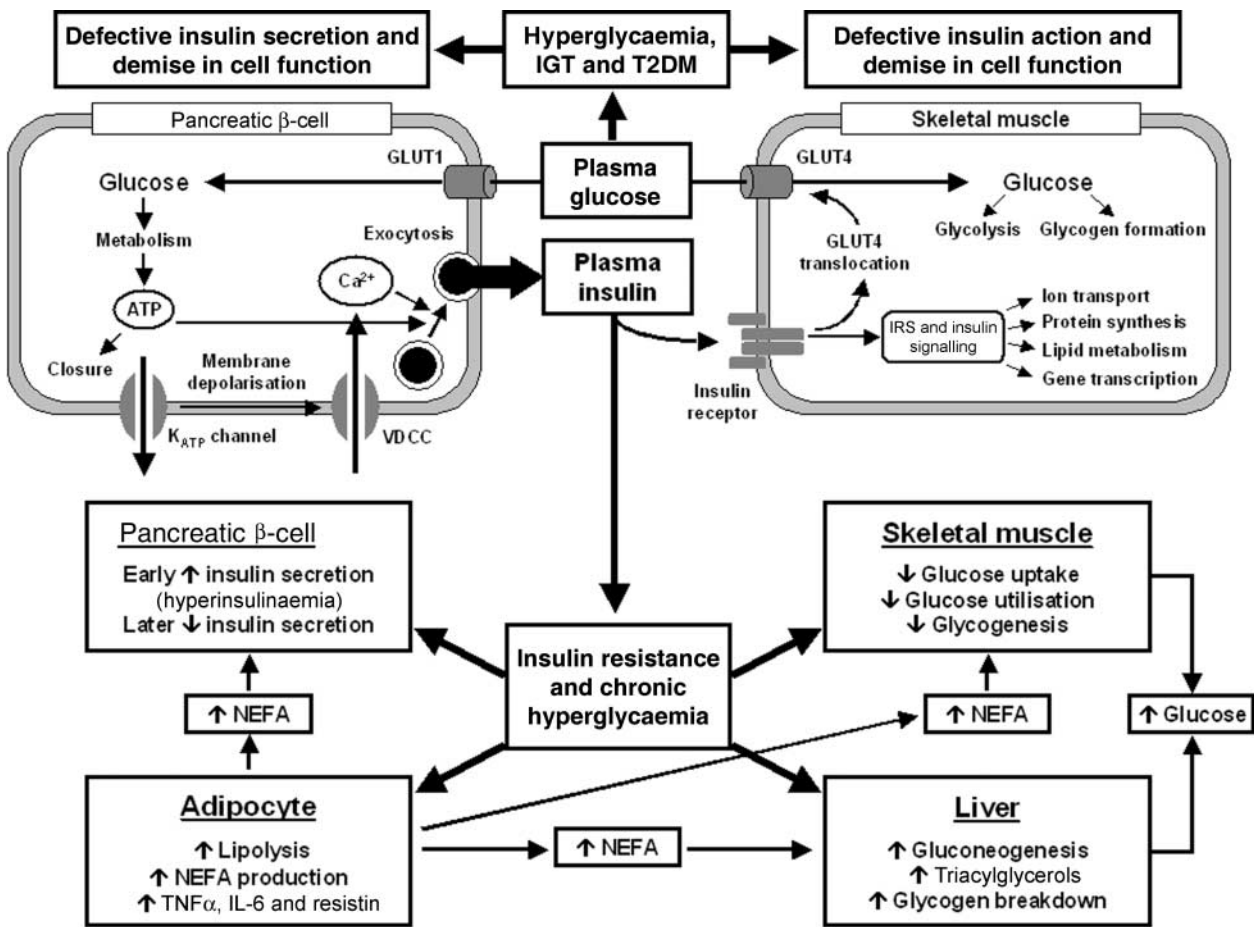 Defective insulin secretion and
demise in cell function
Hyperglycaemia,
IGT and T2DM
Defective insulin action and
demise in cell function
Pancreatic β-cell
Skeletal muscle
GLUT1
Plasma
glucose
GLUT4
Glucose
Glucose
Metabolism
Exocytosis
Glycolysis
Glycogen formation
GLUT4
translocation
Plasma
insulin
Ca²⁺
ATP
Ion transport
Protein synthesis
Lipid metabolism
Gene transcription
IRS and insulin
signalling
Closure
Membrane
depolarisation
Insulin
receptor
K_ATP channel
VDCC
Pancreatic β-cell
Early ↑ insulin secretion
(hyperinsulinaemia)
Later ↓ insulin secretion
Skeletal muscle
↓ Glucose uptake
↓ Glucose utilisation
↓ Glycogenesis
Insulin resistance
and chronic
hyperglycaemia
↑ NEFA
↑ NEFA
↑ Glucose
Adipocyte
↑ Lipolysis
↑ NEFA production
↑ TNFα, IL-6 and resistin
↑ NEFA
Liver
↑ Gluconeogenesis
↑ Triacylglycerols
↑ Glycogen breakdown